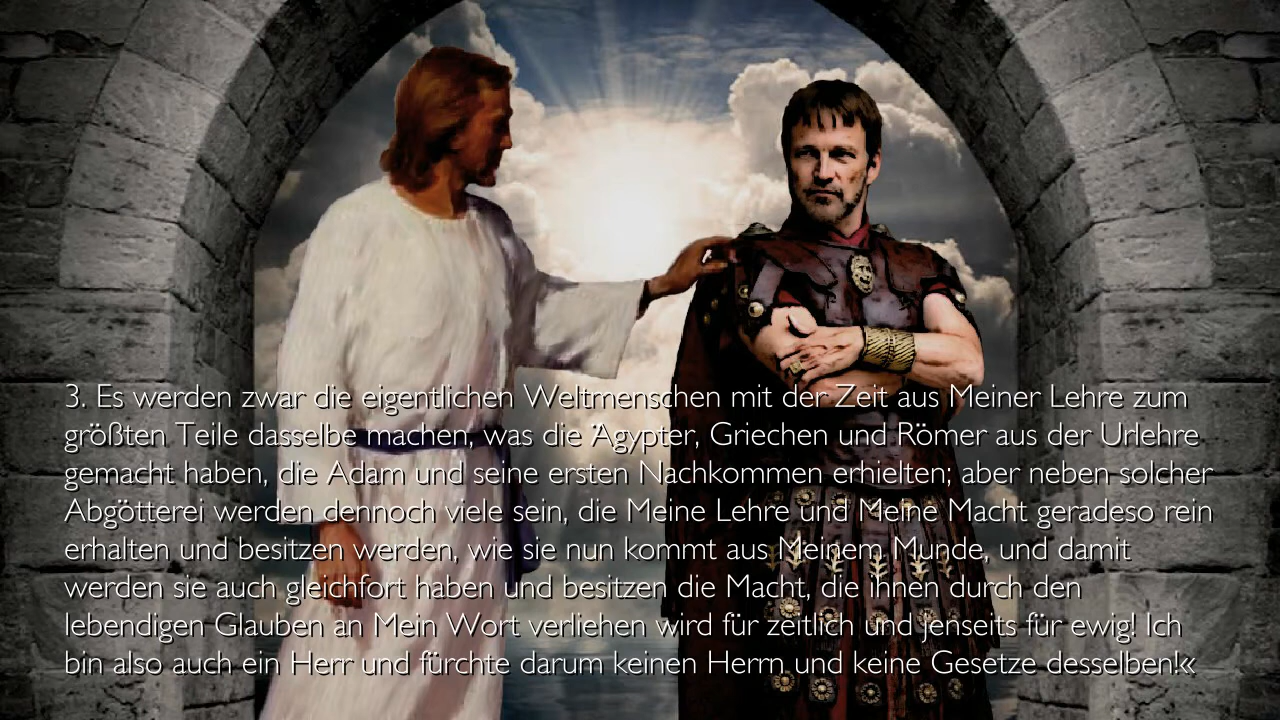 3. Es werden zwar die eigentlichen Weltmenschen mit der Zeit aus Meiner Lehre zum
größten Teile dasselbe machen, was die Ägypter, Griechen und Römer aus der Urlehre
gemacht haben, die Adam und seine ersten Nachkommen erhielten; aber neben solcher
Abgötterei werden dennoch viele sein, die Meine Lehre und Meine Macht geradeso rein
erhalten und besitzen werden, wie sie nun kommt aus Meinem Munde, und damit
werden sie auch gleichfort haben und besitzen die Macht, die ihnen durch den
lebendigen Glauben an Mein Wort verliehen wird für zeitlich und jenseits für ewig! Ich
bin also auch ein Herr und fürchte darum keinen Herrn und keine Gesetze desselben!«